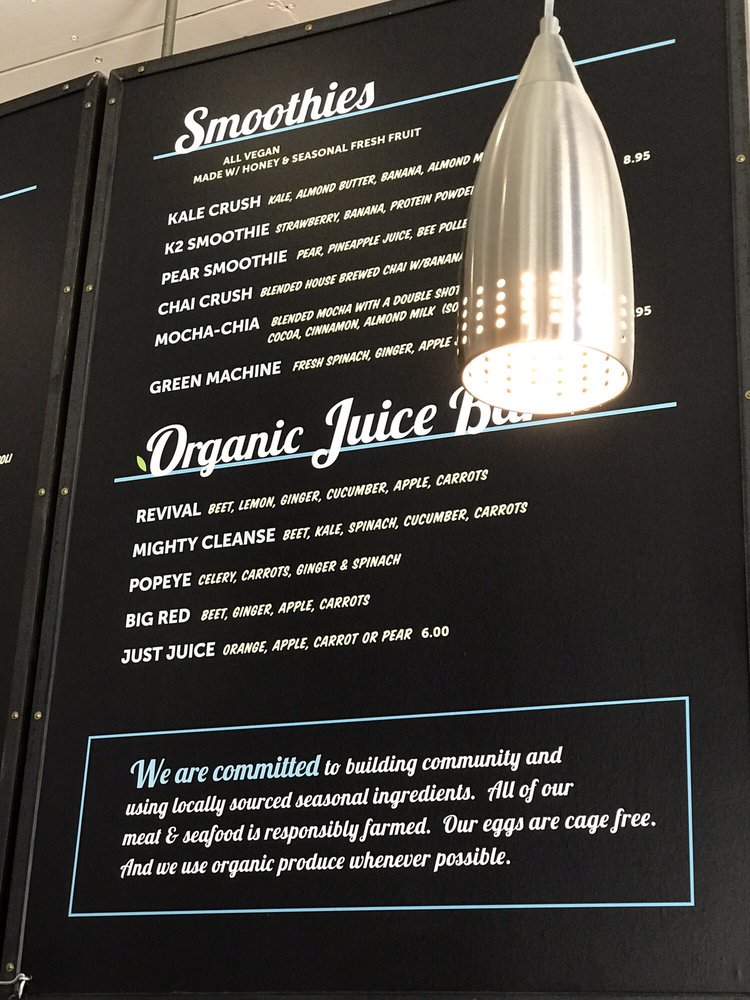 Smoothies
ALL VEGAN
MADE W/ HONEY & SEASONAL FRESH FRUIT
KALE CRUSH KALE, ALMOND BUTTER, BANANA, ALMOND 8.95
K2 SMOOTHIE STRAWBERRY, BANANA, PROTEIN POWDER
PEAR SMOOTHIE PEAR, PINEAPPLE JUICE, BEE
CHAI CRUSH BLENDED HOUSE BREWED CHAI W/BANANA
MOCHA-CHIA BLENDED MOCHA WITH A DOUBLE SHOT
COCOA, CINNAMON, ALMOND MILK .95
GREEN MACHINE FRESH SPINACH, GINGER, APPLE
Organic Juice Bar
REVIVAL BEET, LEMON, GINGER, CUCUMBER, APPLE, CARROTS
MIGHTY CLEANSE BEET, KALE, SPINACH, CUCUMBER, CARROTS
POPEYE CELERY, CARROTS, GINGER & SPINACH
BIG RED BEET, GINGER, APPLE, CARROTS
JUST JUICE ORANGE, APPLE, CARROT OR PEAR 6.00
We are committed to building community and
using locally sourced seasonal ingredients. All of our
meat & seafood is responsibly farmed. Our eggs are cage free.
And we use organic produce whenever possible.